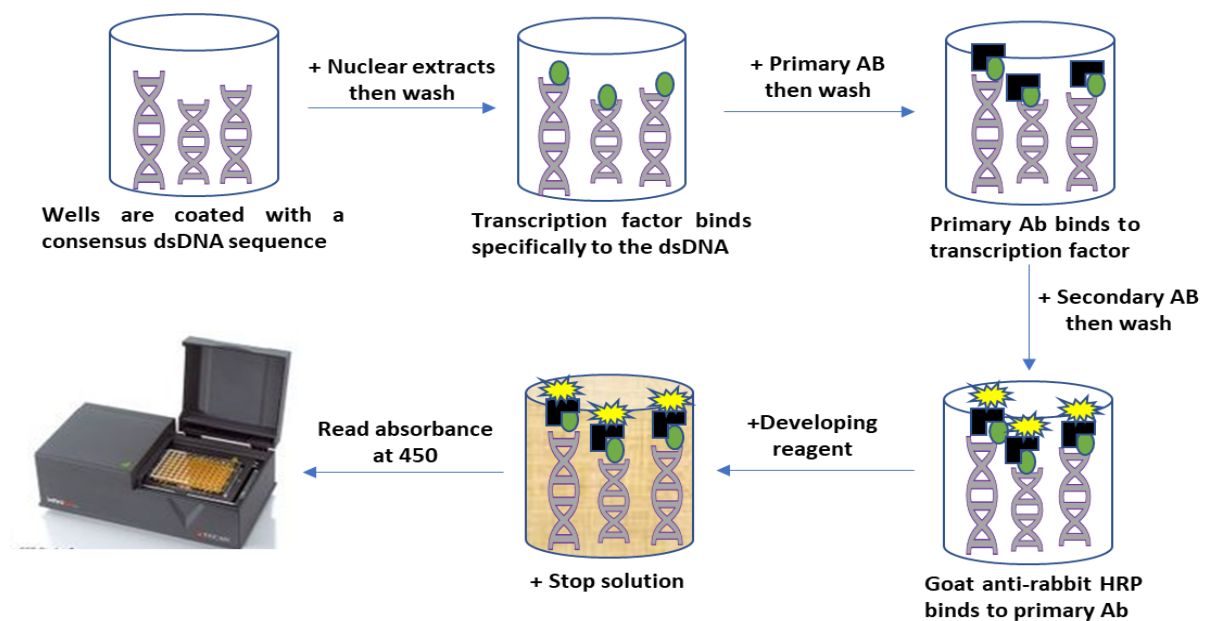 + Nuclear extracts
then wash
+ Primary AB
then wash
Wells are coated with a
consensus dsDNA sequence
Transcription factor binds
specifically to the dsDNA
Primary Ab binds to
transcription factor
+ Secondary AB
then wash
Read absorbance
at 450
+Developing
reagent
+ Stop solution
Goat anti-rabbit HRP
binds to primary Ab